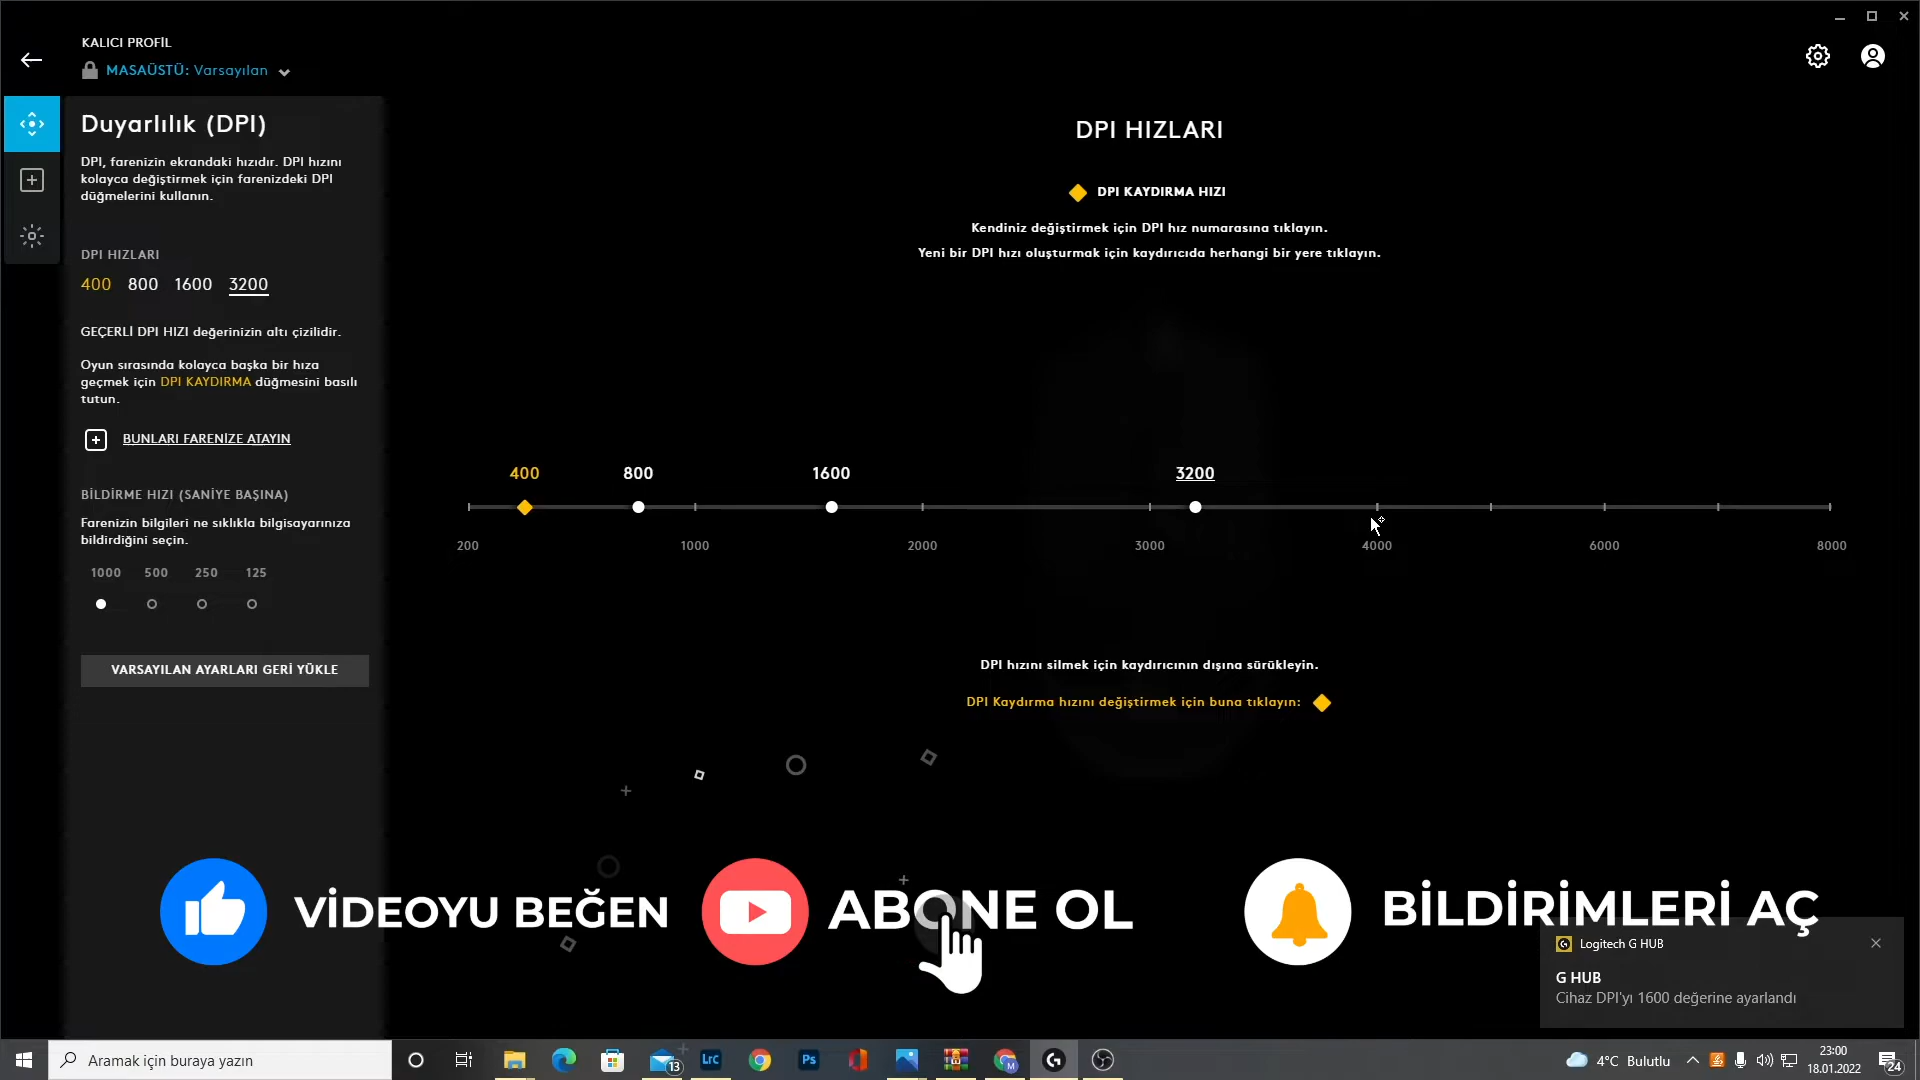 KALICI PROFİL
MASAÜSTÜ: Varsayılan
Duyarlılık (DPI)
DPI, farenizin ekrandaki hızıdır. DPI hızını
kolayca değiştirmek için farenizdeki DPI
düğmelerini kullanın.
DPI HIZLARI
400 800 1600 3200
GEÇERLİ DPI HIZI değerinizin altı çizilidir.
Oyun sırasında kolayca başka bir hıza
geçmek için DPI KAYDIRMA düğmesini basılı
tutun.
BUNLARI FARENİZE ATAYIN
BİLDİRME HIZI (SANİYE BAŞINA)
Farenizin bilgileri ne sıklıkla bilgisayarınıza
bildirdiğini seçin.
1000 500 250 125
VARSAYILAN AYARLARI GERİ YÜKLE
DPI HIZLARI
DPI KAYDIRMA HIZI
Kendiniz değiştirmek için DPI hız numarasına tıklayın.
Yeni bir DPI hızı oluşturmak için kaydırıcıda herhangi bir yere tıklayın.
400 800 1600 3200
200 1000 2000 3000 4000 6000 8000
DPI hızını silmek için kaydırıcının dışına sürükleyin.
DPI Kaydırma hızını değiştirmek için buna tıklayın:
VİDEOYU BEĞEN
ABONE OL
BİLDİRİMLERİ AÇ
Logitech G HUB
G HUB
Cihaz DPI'yı 1600 değerine ayarlandı
Aramak için buraya yazın
13
Lrc
Ps
M
4°C Bulutlu
23:00
18.01.2022
24